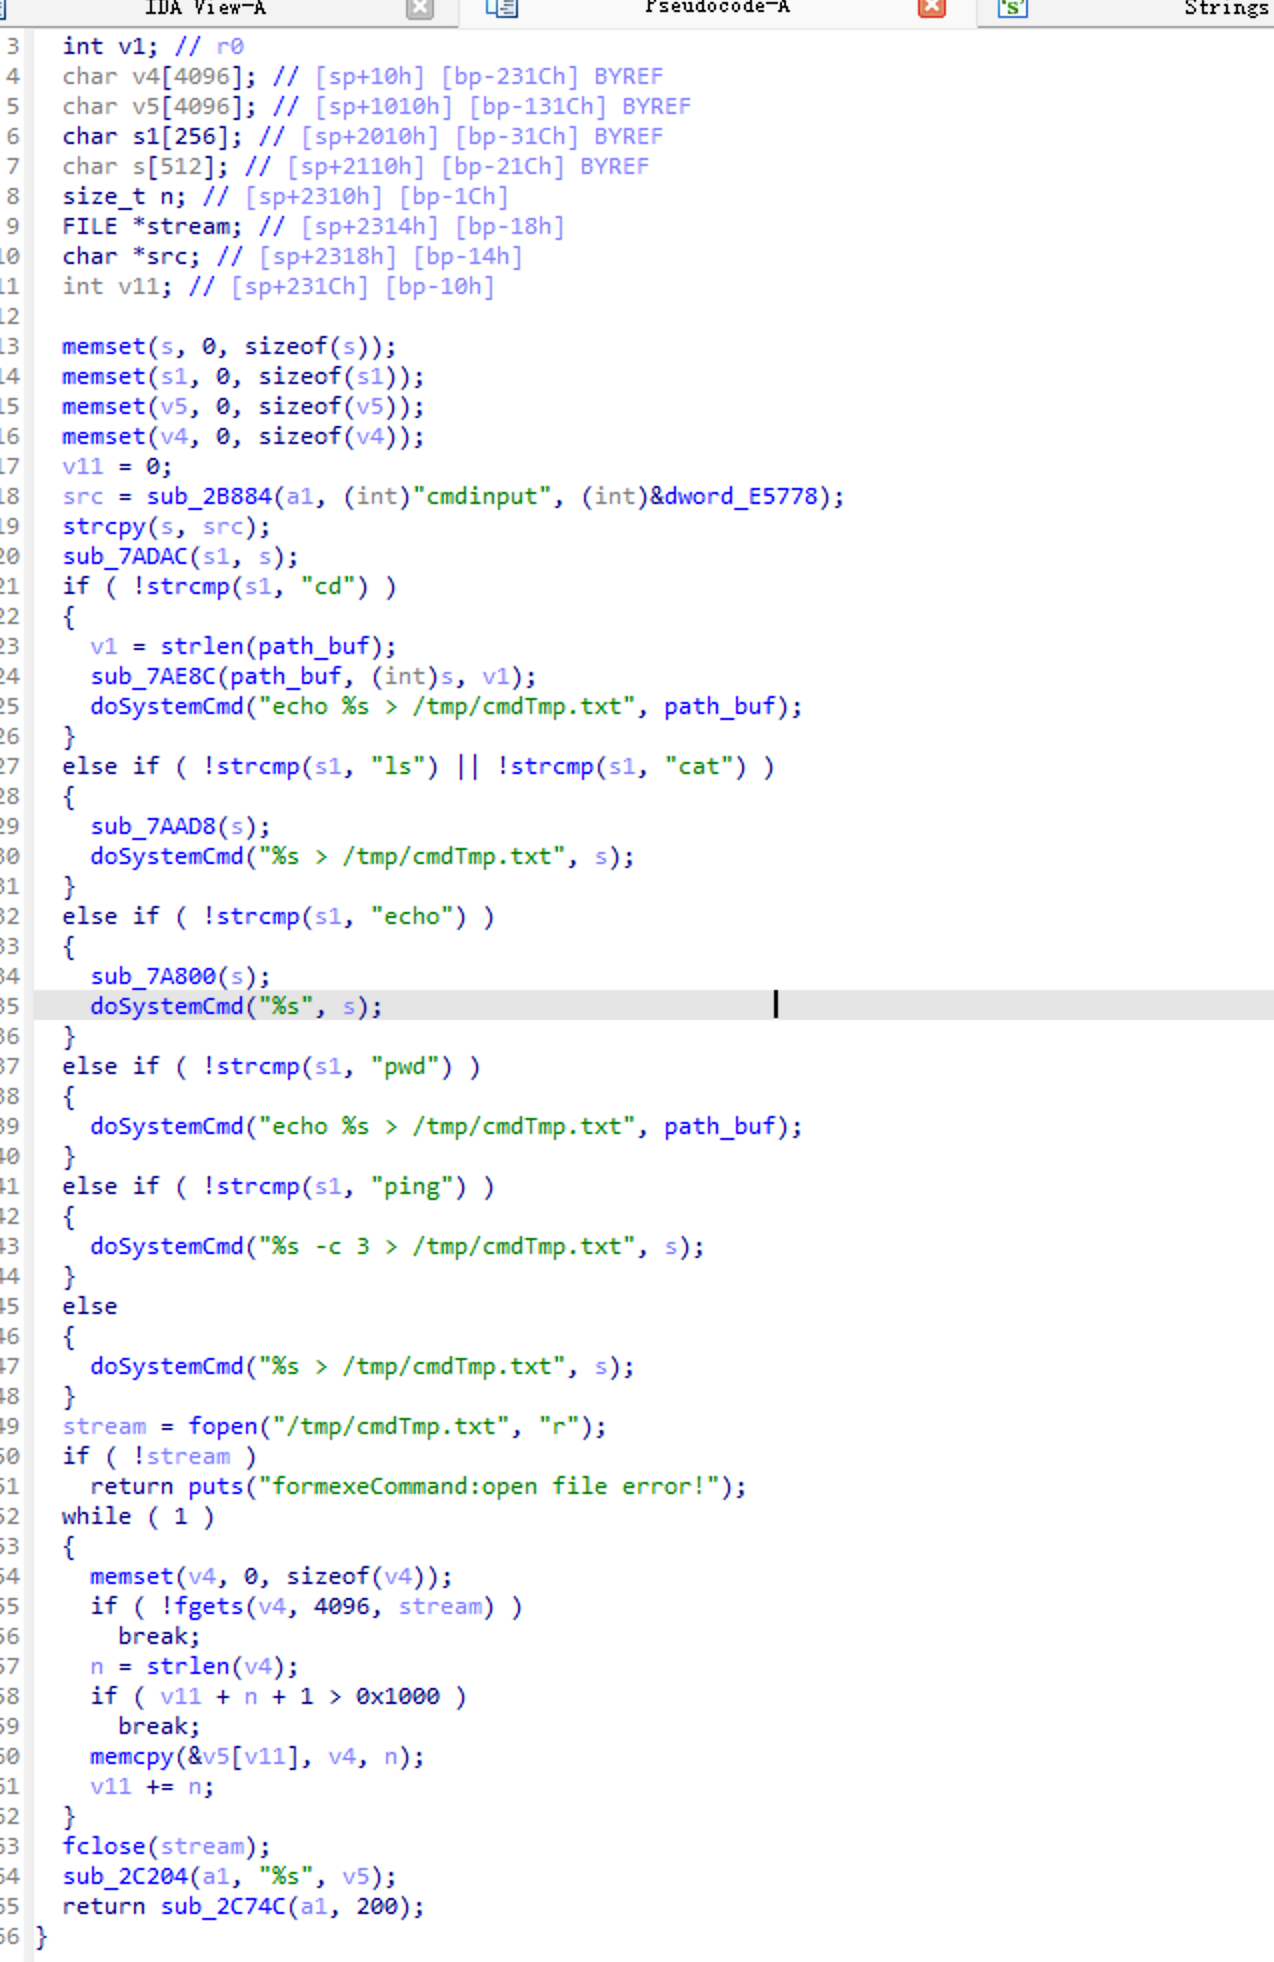 IDA View-A Pseudocode-A 's' Strings
3 int v1; // r0
4 char v4[4096]; // [sp+10h] [bp-231Ch] BYREF
5 char v5[4096]; // [sp+1010h] [bp-131Ch] BYREF
6 char s1[256]; // [sp+2010h] [bp-31Ch] BYREF
7 char s[512]; // [sp+2110h] [bp-21Ch] BYREF
8 size_t n; // [sp+2310h] [bp-1Ch]
9 FILE *stream; // [sp+2314h] [bp-18h]
10 char *src; // [sp+2318h] [bp-14h]
11 int v11; // [sp+231Ch] [bp-10h]
12
13 memset(s, 0, sizeof(s));
14 memset(s1, 0, sizeof(s1));
15 memset(v5, 0, sizeof(v5));
16 memset(v4, 0, sizeof(v4));
17 v11 = 0;
18 src = sub_2B884(a1, (int)"cmdinput", (int)&dword_E5778);
19 strcpy(s, src);
20 sub_7ADAC(s1, s);
21 if ( !strcmp(s1, "cd") )
22 {
23 v1 = strlen(path_buf);
24 sub_7AE8C(path_buf, (int)s, v1);
25 doSystemCmd("echo %s > /tmp/cmdTmp.txt", path_buf);
26 }
27 else if ( !strcmp(s1, "ls") || !strcmp(s1, "cat") )
28 {
29 sub_7AAD8(s);
30 doSystemCmd("%s > /tmp/cmdTmp.txt", s);
31 }
32 else if ( !strcmp(s1, "echo") )
33 {
34 sub_7A800(s);
35 doSystemCmd("%s", s);
36 }
37 else if ( !strcmp(s1, "pwd") )
38 {
39 doSystemCmd("echo %s > /tmp/cmdTmp.txt", path_buf);
40 }
41 else if ( !strcmp(s1, "ping") )
42 {
43 doSystemCmd("%s -c 3 > /tmp/cmdTmp.txt", s);
44 }
45 else
46 {
47 doSystemCmd("%s > /tmp/cmdTmp.txt", s);
48 }
49 stream = fopen("/tmp/cmdTmp.txt", "r");
50 if ( !stream )
51 return puts("formexeCommand:open file error!");
52 while ( 1 )
53 {
54 memset(v4, 0, sizeof(v4));
55 if ( !fgets(v4, 4096, stream) )
56 break;
57 n = strlen(v4);
58 if ( v11 + n + 1 > 0x1000 )
59 break;
60 memcpy(&v5[v11], v4, n);
61 v11 += n;
62 }
63 fclose(stream);
64 sub_2C204(a1, "%s", v5);
65 return sub_2C74C(a1, 200);
66 }